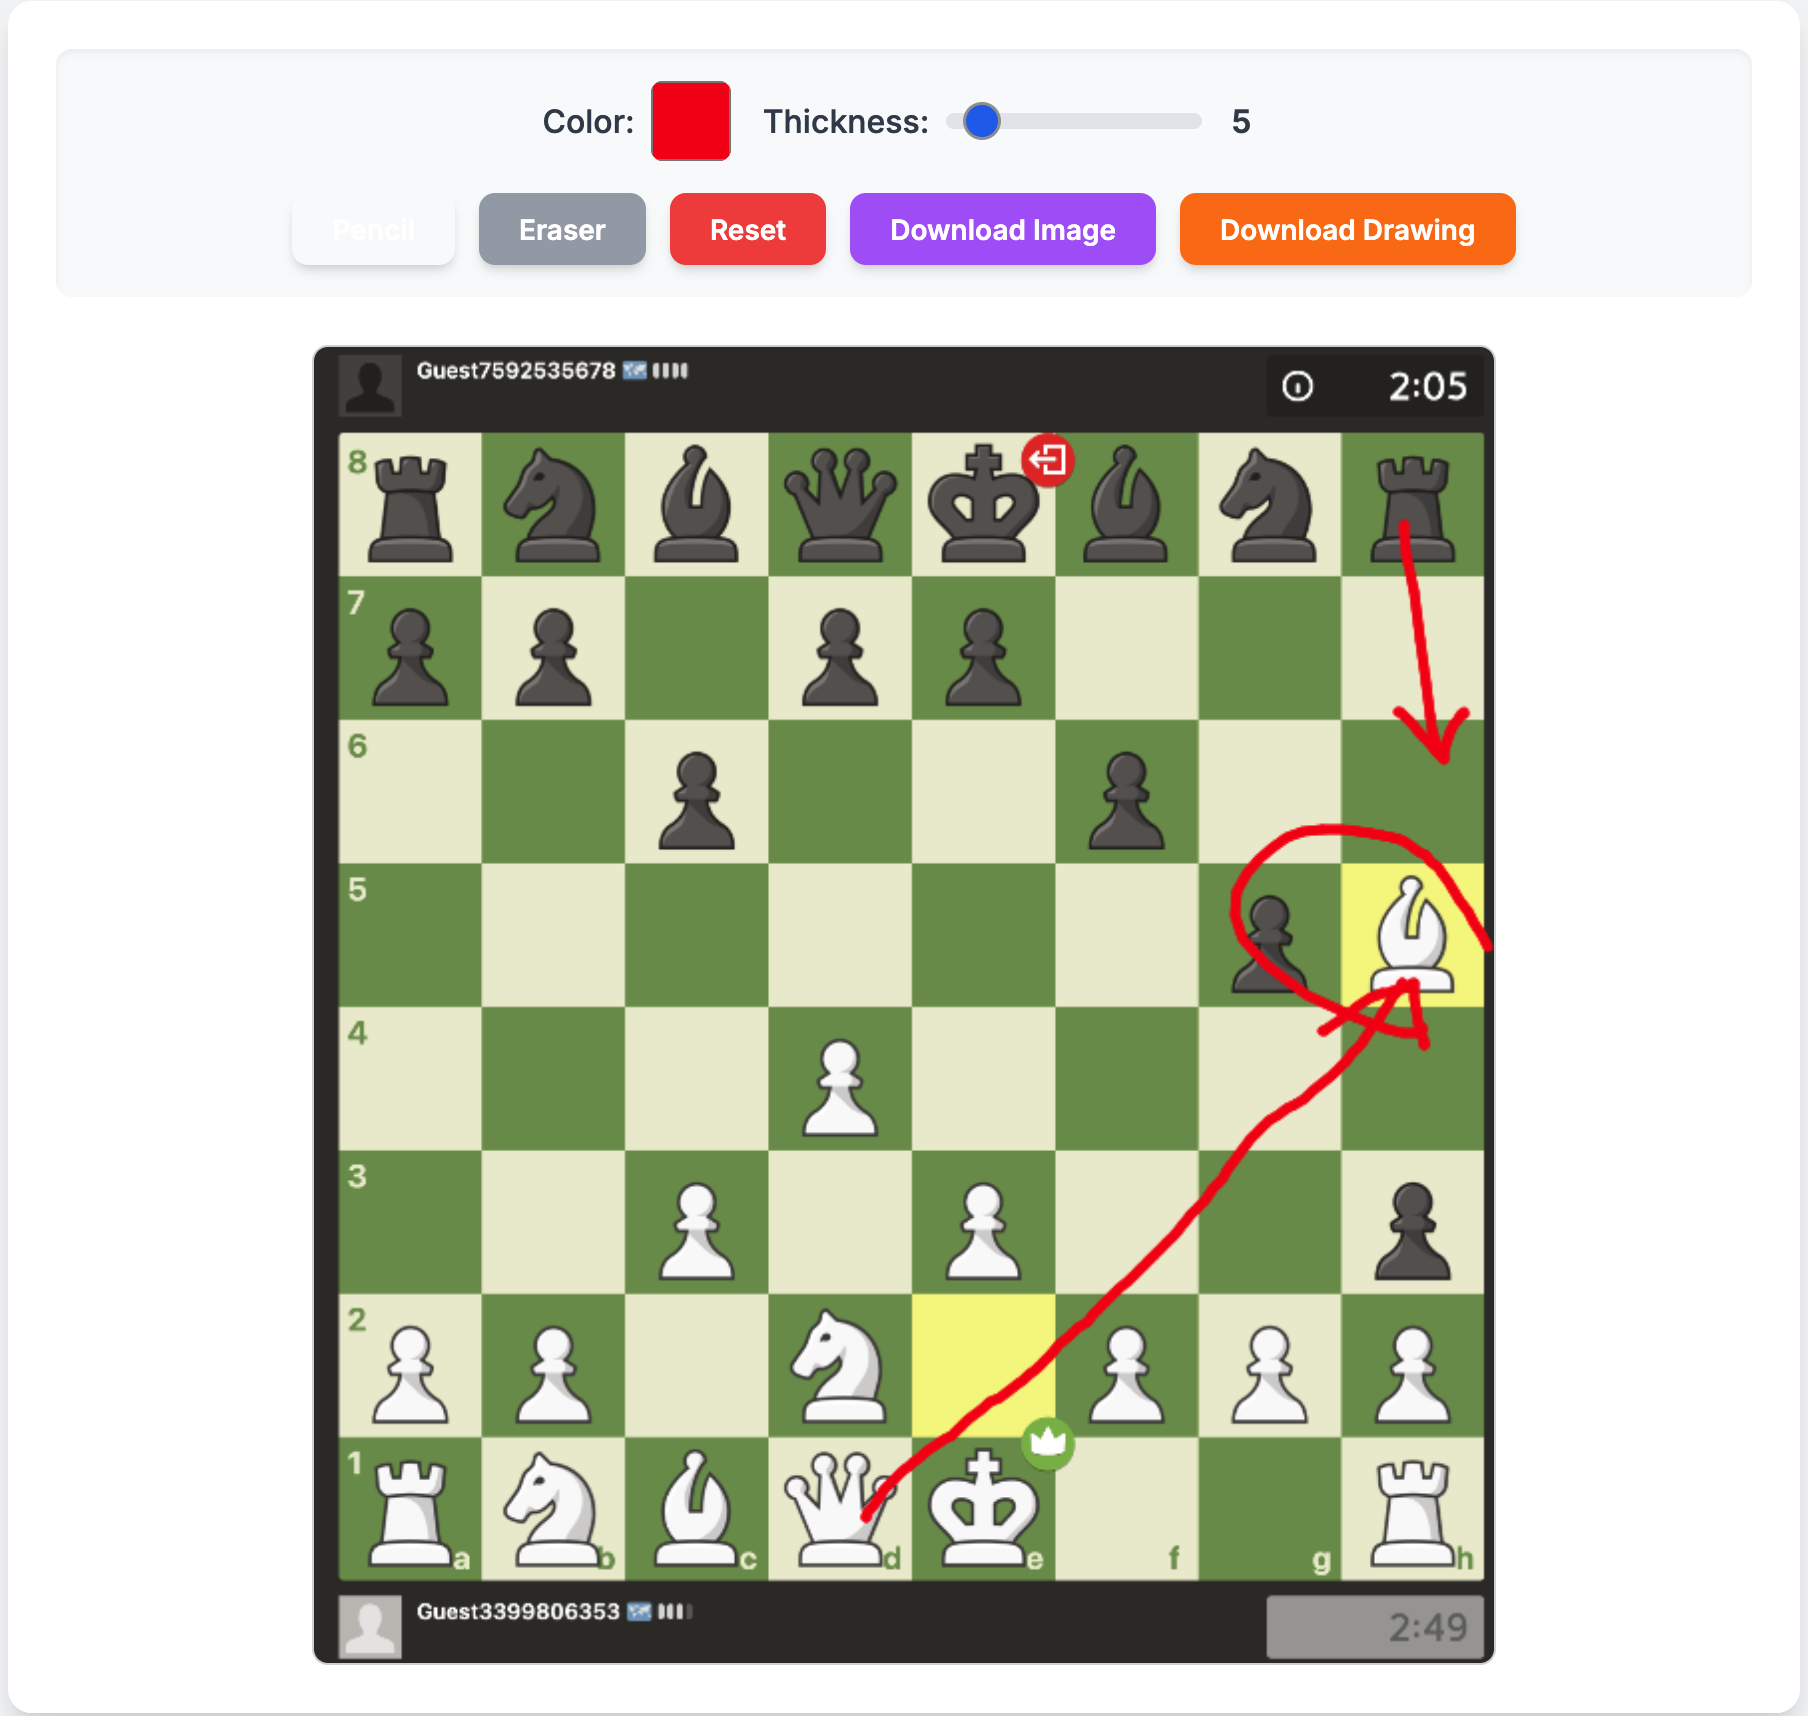 Color: Thickness: 5
Pencil Eraser Reset Download Image Download Drawing
Guest7592535678 2:05
8
7
6
5
4
3
2
1
a b c d e f g h
Guest3399806353 2:49